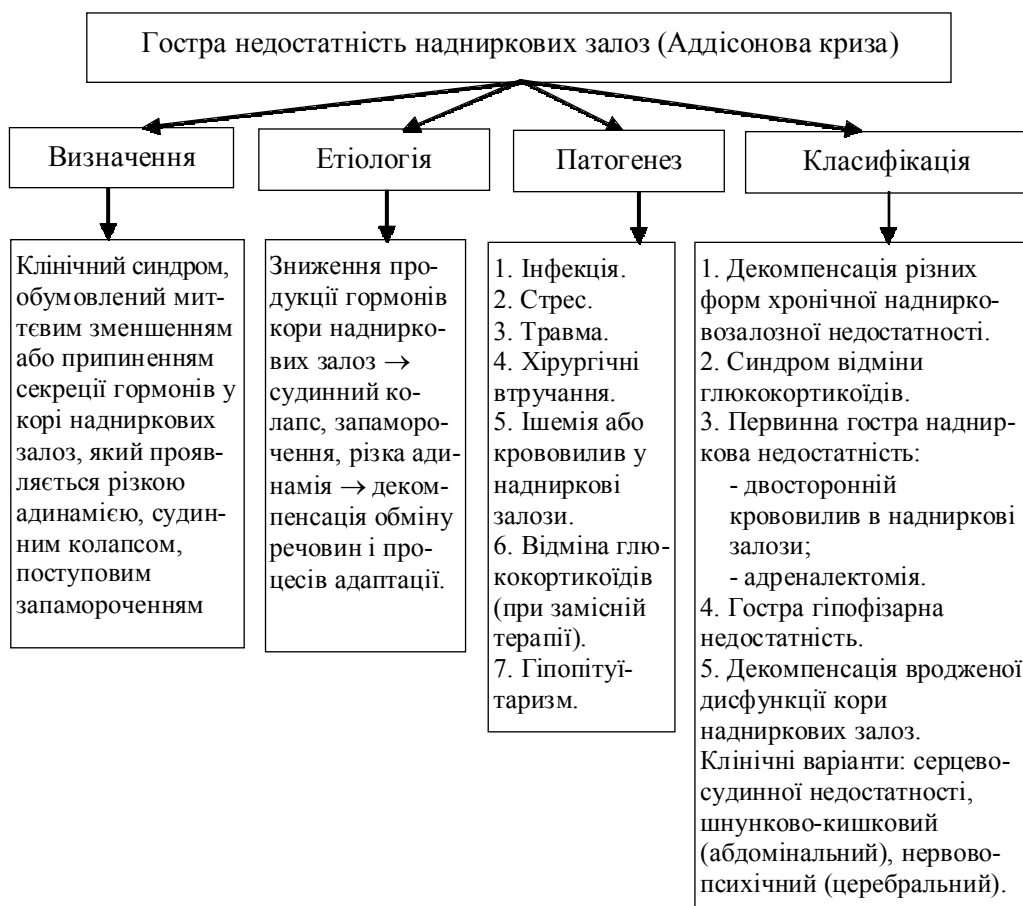 Гостра недостатність надниркових залоз (Аддісонова криза)
Визначення
Етіологія
Патогенез
Класифікація
Клінічний синдром,
обумовлений мит-
тєвим зменшенням
або припиненням
секреції гормонів у
корі надниркових
залоз, який прояв-
ляється різкою
адинамією, судин-
ним колапсом,
поступовим
запамороченням
Зниження про-
дукції гормонів
кори наднирко-
вих залоз →
судинний ко-
лапс, запаморо-
чення, різка ади-
намія → деком-
пенсація обміну
речовин і про-
цесів адаптації.
1. Інфекція.
2. Стрес.
3. Травма.
4. Хірургічні
втручання.
5. Ішемія або
крововилив у
надниркові
залози.
6. Відміна глю-
кокортикоїдів
(при замісній
терапії).
7. Гіпопітуї-
таризм.
1. Декомпенсація різних
форм хронічної наднирко-
возалозної недостатності.
2. Синдром відміни
глюкокортикоїдів.
3. Первинна гостра наднир-
кова недостатність:
- двосторонній
крововилив в надниркові
залози;
- адреналектомія.
4. Гостра гіпофізарна
недостатність.
5. Декомпенсація вродженої
дисфункції кори
надниркових залоз.
Клінічні варіанти: серцево-
судинної недостатності,
шнунково-кишковий
(абдомінальний), нервово-
психічний (церебральний).